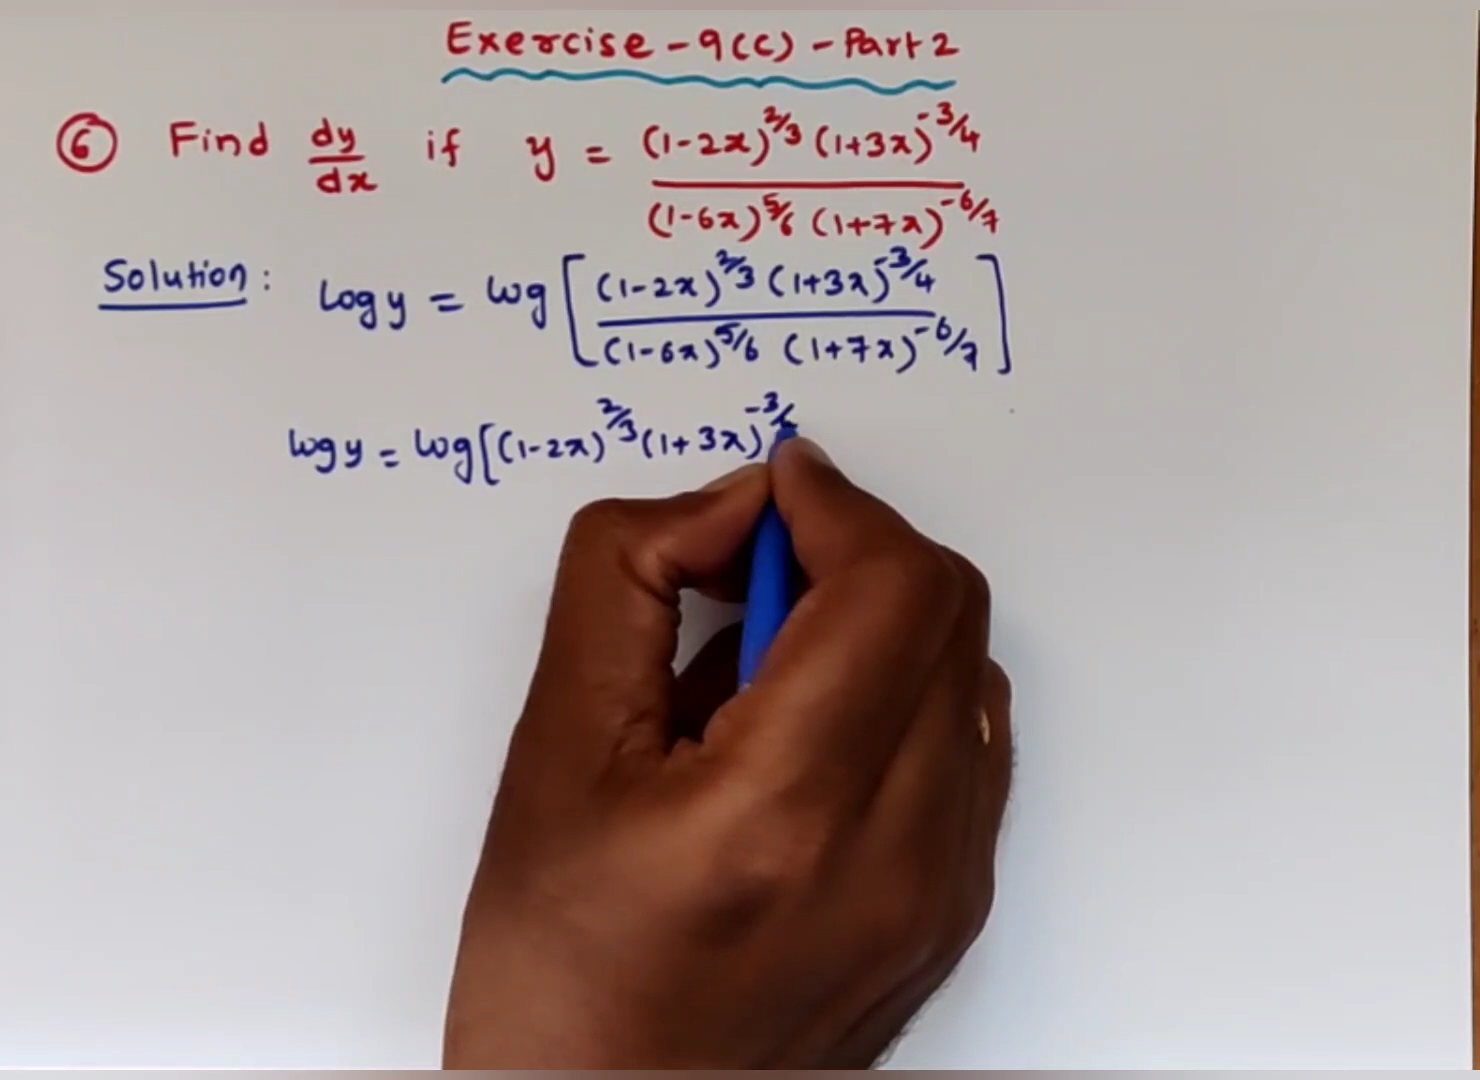 Exercise - 9(C) - Part 2
⑥ Find dy/dx if y = (1-2x)^2/3 (1+3x)^-3/4 / (1-6x)^5/6 (1+7x)^-6/7
Solution : log y = log [ (1-2x)^2/3 (1+3x)^-3/4 / (1-6x)^5/6 (1+7x)^-6/7 ]
log y = log [(1-2x)^2/3 (1+3x)^-3/